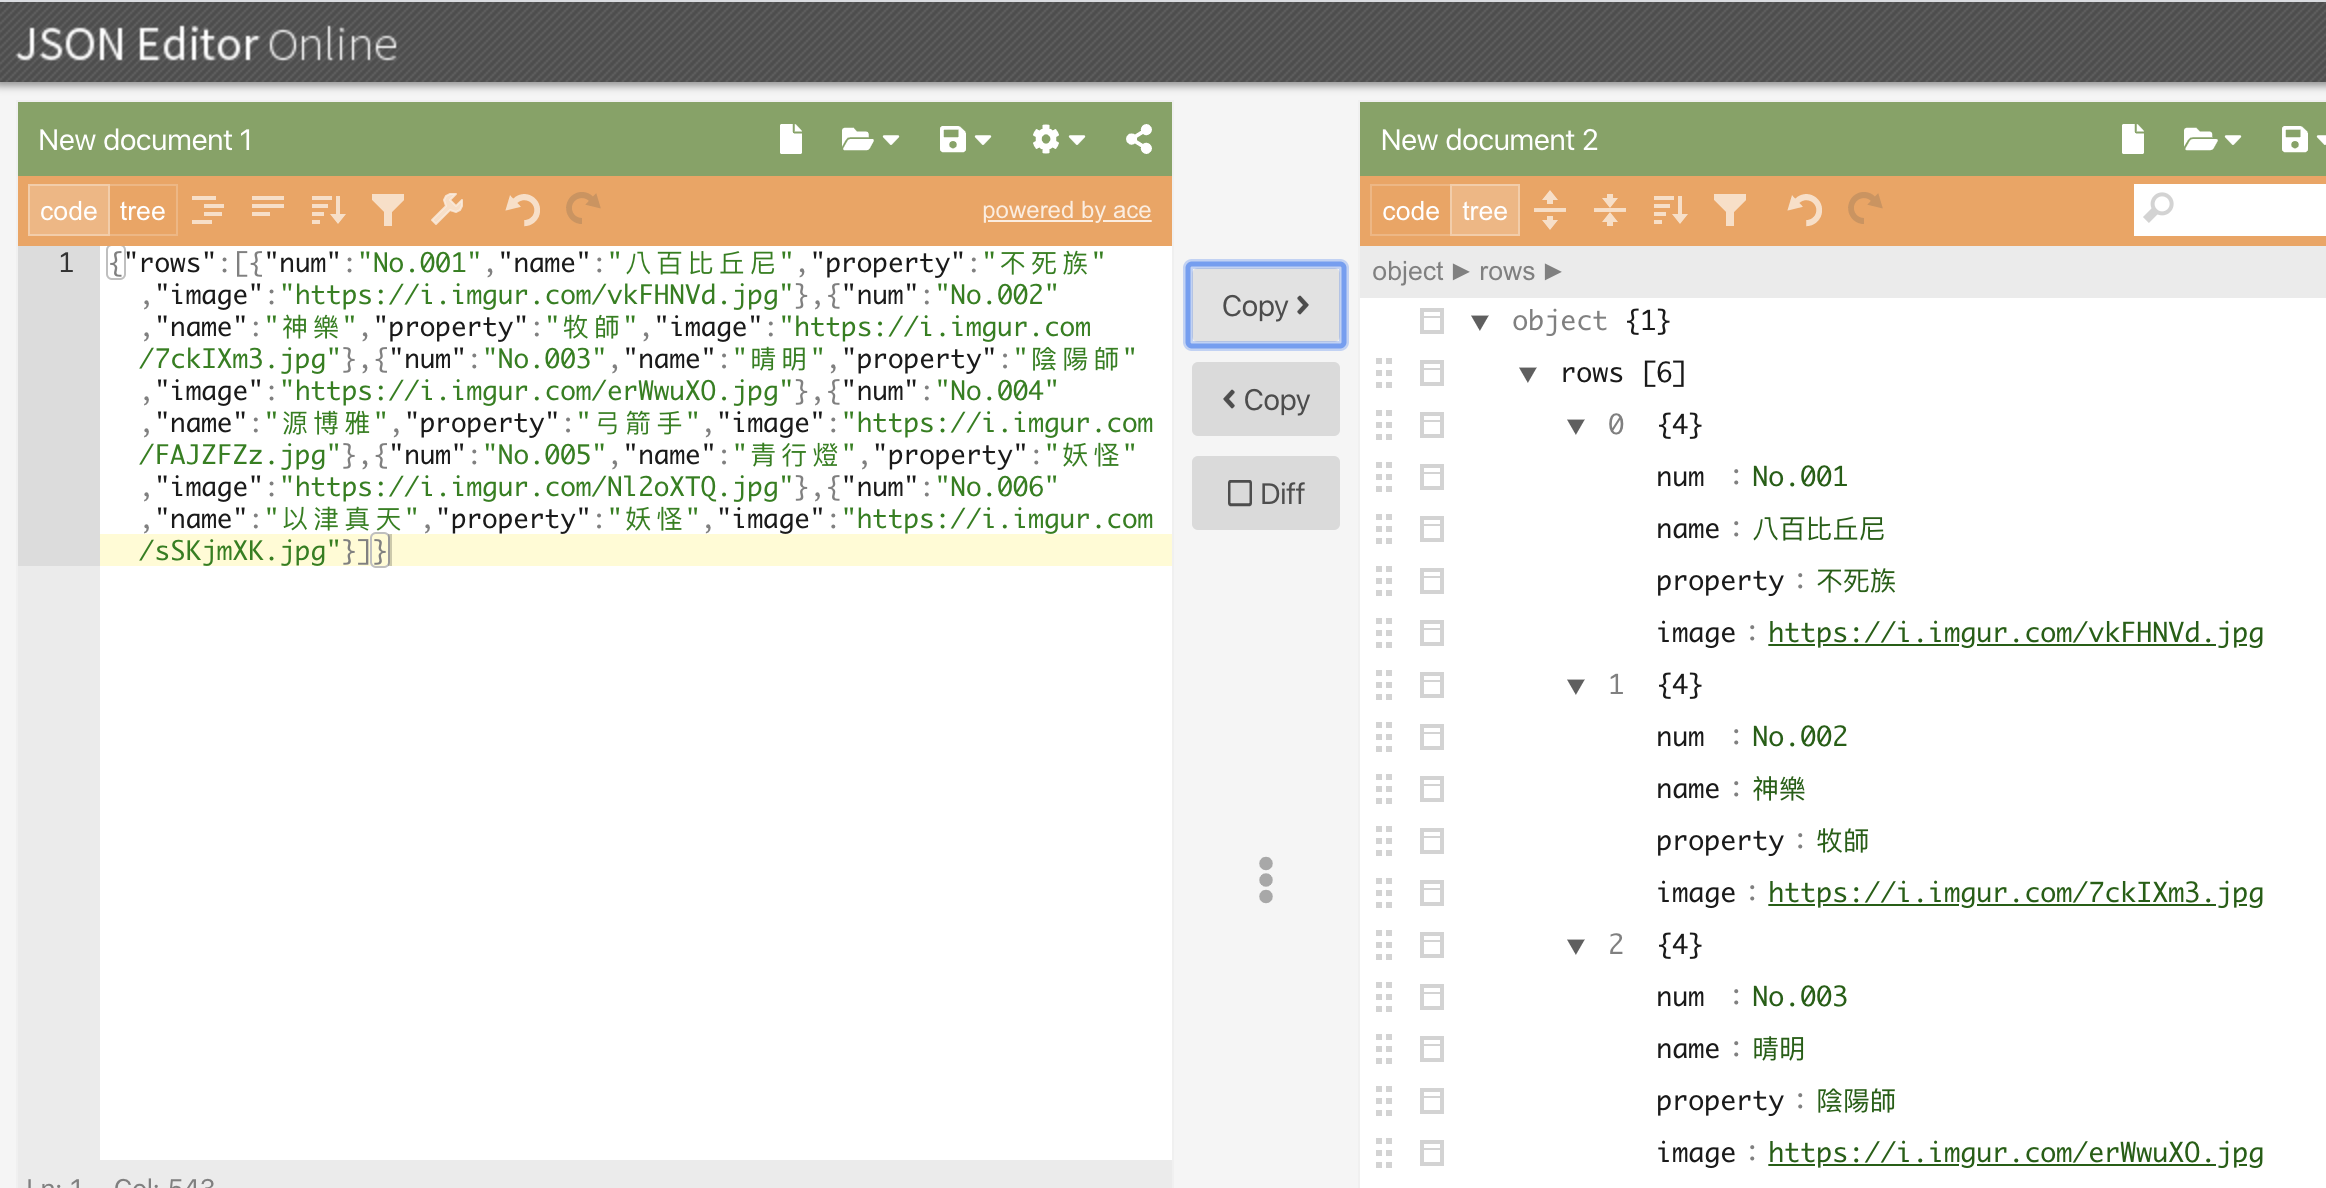 JSON Editor Online
New document 1
code tree powered by ace
1
{"rows":[{"num":"No.001","name":"八百比丘尼","property":"不死族"
,"image":"https://i.imgur.com/vkFHNVd.jpg"},{"num":"No.002"
,"name":"神樂","property":"牧師","image":"https://i.imgur.com
/7ckIXm3.jpg"},{"num":"No.003","name":"晴明","property":"陰陽師"
,"image":"https://i.imgur.com/erWwuXO.jpg"},{"num":"No.004"
,"name":"源博雅","property":"弓箭手","image":"https://i.imgur.com
/FAJZFZz.jpg"},{"num":"No.005","name":"青行燈","property":"妖怪"
,"image":"https://i.imgur.com/Nl2oXTQ.jpg"},{"num":"No.006"
,"name":"以津真天","property":"妖怪","image":"https://i.imgur.com
/sSKjmXK.jpg"}]}
Ln: 1 Col: 543
Copy
Copy
Diff
New document 2
code tree
object ▶ rows ▶
object {1}
rows [6]
0 {4}
num : No.001
name : 八百比丘尼
property : 不死族
image : https://i.imgur.com/vkFHNVd.jpg
1 {4}
num : No.002
name : 神樂
property : 牧師
image : https://i.imgur.com/7ckIXm3.jpg
2 {4}
num : No.003
name : 晴明
property : 陰陽師
image : https://i.imgur.com/erWwuXO.jpg